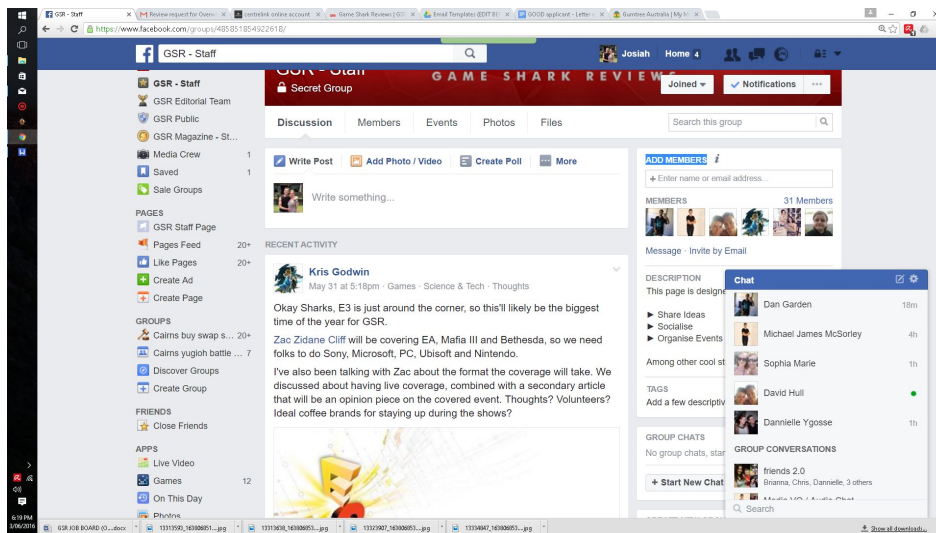 GSR - Staff
Review request for Overw
centrelink online account
Game Shark Reviews | GSR
Email Templates (EDIT BEF
GOOD applicant - Letter o
Gumtree Australia | My M
https://www.facebook.com/groups/485851854922618/
GSR - Staff
Josiah
Home 4
GSR - Staff
Secret Group
GAME SHARK REVIEWS
Joined
Notifications
Discussion
Members
Events
Photos
Files
Search this group
GSR - Staff
GSR Editorial Team
GSR Public
GSR Magazine - St...
Media Crew 1
Saved 1
Sale Groups
PAGES
GSR Staff Page
Pages Feed 20+
Like Pages 20+
Create Ad
Create Page
GROUPS
Cairns buy swap s... 20+
Cairns yugioh battle ... 7
Discover Groups
Create Group
FRIENDS
Close Friends
APPS
Live Video
Games 12
On This Day
Photos
Write Post
Add Photo / Video
Create Poll
More
Write something...
RECENT ACTIVITY
Kris Godwin
May 31 at 5:18pm · Games · Science & Tech · Thoughts
Okay Sharks, E3 is just around the corner, so this'll likely be the biggest
time of the year for GSR.
Zac Zidane Cliff will be covering EA, Mafia III and Bethesda, so we need
folks to do Sony, Microsoft, PC, Ubisoft and Nintendo.
I've also been talking with Zac about the format the coverage will take. We
discussed about having live coverage, combined with a secondary article
that will be an opinion piece on the covered event. Thoughts? Volunteers?
Ideal coffee brands for staying up during the shows?
ADD MEMBERS i
+ Enter name or email address...
MEMBERS
31 Members
Message · Invite by Email
DESCRIPTION
This page is designe
► Share Ideas
► Socialise
► Organise Events
Among other cool st
TAGS
Add a few descriptiv
GROUP CHATS
No group chats, star
+ Start New Chat
Chat
Dan Garden 18m
Michael James McSorley 4h
Sophia Marie 1h
David Hull
Dannielle Ygosse 1h
GROUP CONVERSATIONS
friends 2.0
Brianna, Chris, Dannielle, 3 others
Media VO / Audio Chat
Search
6:19 PM
3/06/2016
GSR JOB BOARD (O....docx
13313593_163806851....jpg
13313638_163806851....jpg
13323907_163806853....jpg
13334847_163806853....jpg
Show all downloads...